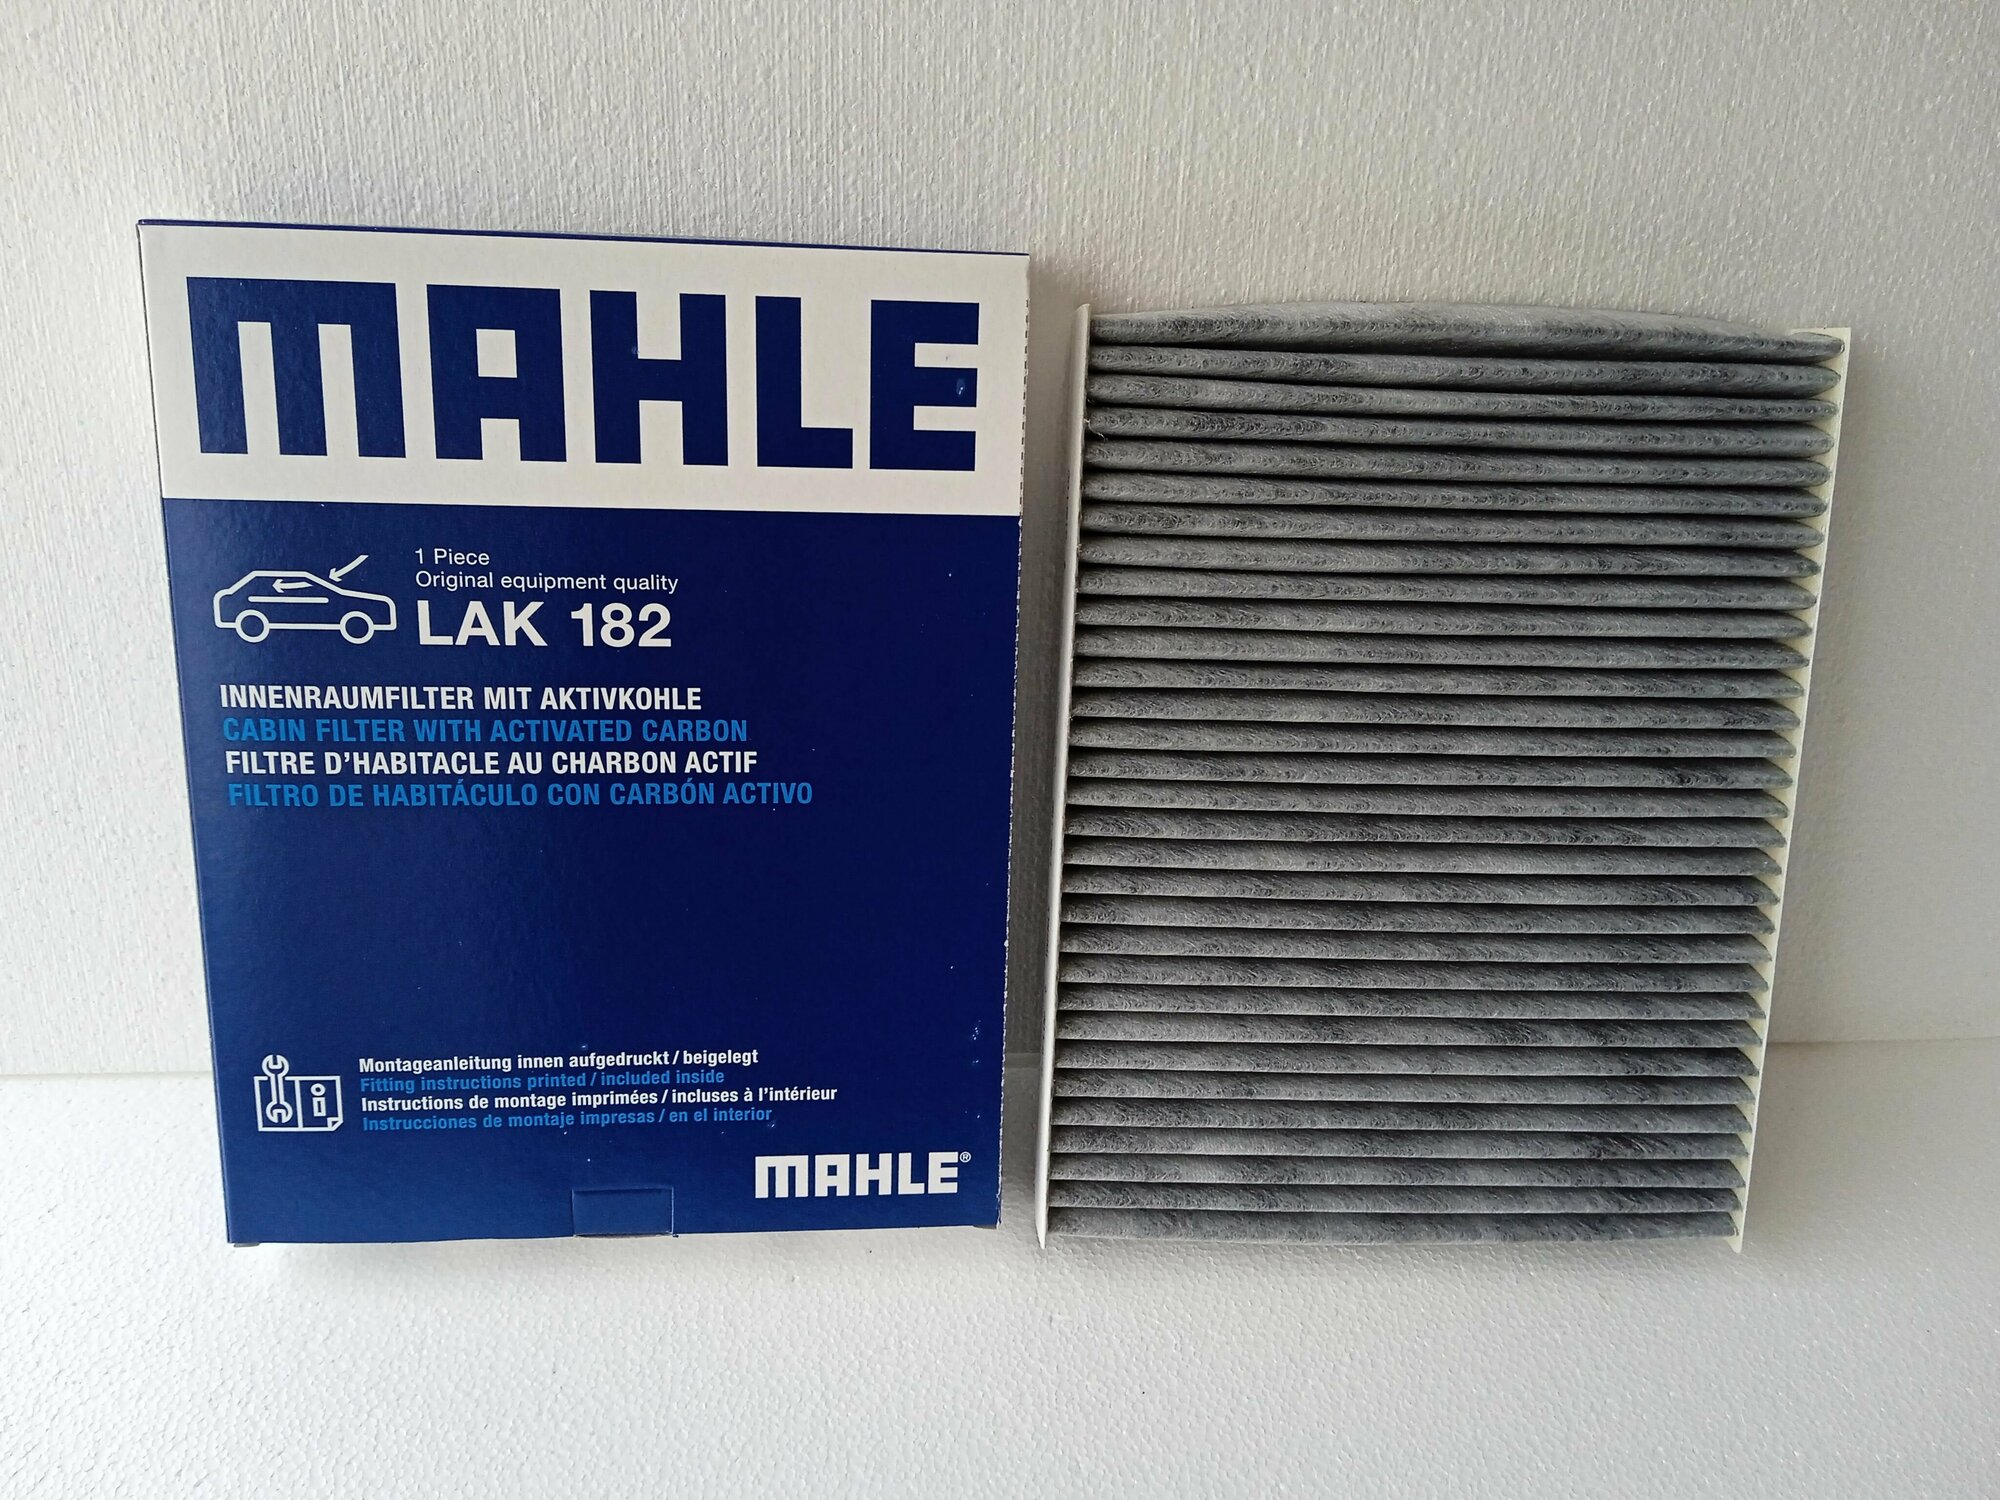 MAHLE
1 Piece
Original equipment quality
LAK 182
INNENRAUMFILTER MIT AKTIVKOHLE
CABIN FILTER WITH ACTIVATED CARBON
FILTRE D'HABITACLE AU CHARBON ACTIF
FILTRO DE HABITÁCULO CON CARBÓN ACTIVO
Montageanleitung innen aufgedruckt / beigelegt
Fitting instructions printed / included inside
Instructions de montage imprimées / incluses à l'intérieur
Instrucciones de montaje impresas / en el interior
MAHLE®